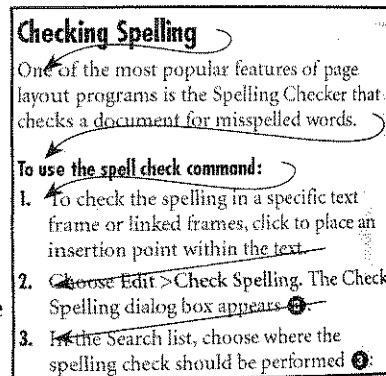 Checking Spelling
One of the most popular features of page
layout programs is the Spelling Checker that
checks a document for misspelled words.
To use the spell check command:
1. To check the spelling in a specific text
frame or linked frames, click to place an
insertion point within the text.
2. Choose Edit >Check Spelling. The Check
Spelling dialog box appears
3. In the Search list, choose where the
spelling check should be performed :